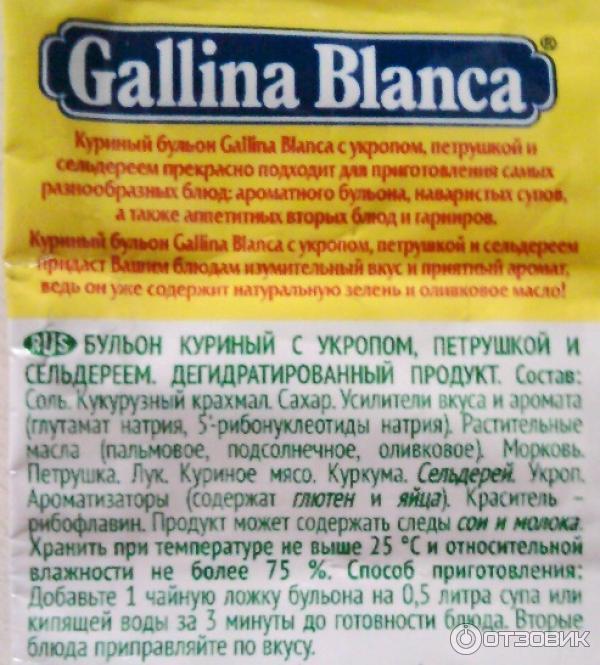 Gallina Blanca®
Куриный бульон Gallina Blanca с укропом, петрушкой и
сельдереем прекрасно подходит для приготовления самых
разнообразных блюд: ароматного бульона, наваристых супов,
а также аппетитных вторых блюд и гарниров.
Куриный бульон Gallina Blanca с укропом, петрушкой и сельдереем
придаст Вашим блюдам изумительный вкус и приятный аромат,
ведь он уже содержит натуральную зелень и оливковое масло!
RUS БУЛЬОН КУРИНЫЙ С УКРОПОМ, ПЕТРУШКОЙ И
СЕЛЬДЕРЕЕМ. ДЕГИДРАТИРОВАННЫЙ ПРОДУКТ. Состав:
Соль. Кукурузный крахмал. Сахар. Усилители вкуса и аромата
(глутамат натрия, 5'-рибонуклеотиды натрия). Растительные
масла (пальмовое, подсолнечное, оливковое). Морковь.
Петрушка. Лук. Куриное мясо. Куркума. Сельдерей. Укроп.
Ароматизаторы (содержат глютен и яйца). Краситель –
рибофлавин. Продукт может содержать следы сои и молока.
Хранить при температуре не выше 25 °С и относительной
влажности не более 75 %. Способ приготовления:
Добавьте 1 чайную ложку бульона на 0,5 литра супа или
кипящей воды за 3 минуты до готовности блюда. Вторые
блюда приправляйте по вкусу.
ОТЗОВИК